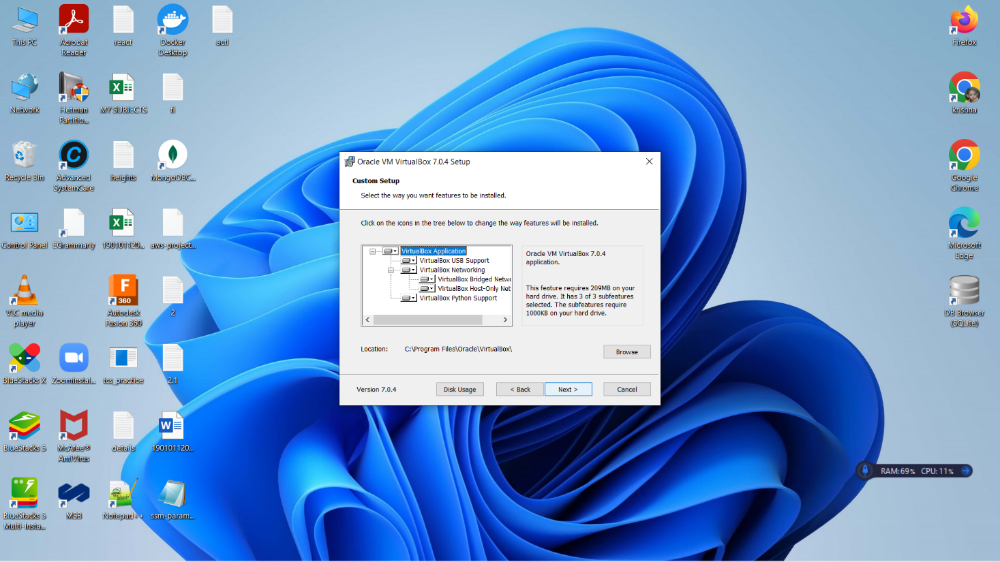 This PC
Acrobat
Reader
react
Docker
Desktop
actl
Firefox
Network
Hetman
Partitio...
MY SUBJECTS
fi
krishna
Recycle Bin
Advanced
SystemCare
heights
MongoDBC...
Google
Chrome
Control Panel
EGrammarly
190101120...
aws-project...
Microsoft
Edge
VLC media
player
F
360
Autodesk
Fusion 360
2
DB Browser
(SQLite)
BlueStacks X
ZoomInstal...
tcs_practice
2.1
BlueStacks 5
McAfee®
AntiVirus
details
190101120...
BlueStacks 5
Multi-Insta...
MSB
Notepad++
ssm-param...
Oracle VM VirtualBox 7.0.4 Setup
Custom Setup
Select the way you want features to be installed.
Click on the icons in the tree below to change the way features will be installed.
VirtualBox Application
VirtualBox USB Support
VirtualBox Networking
VirtualBox Bridged Netwo
VirtualBox Host-Only Net
VirtualBox Python Support
Oracle VM VirtualBox 7.0.4
application.
This feature requires 209MB on your
hard drive. It has 3 of 3 subfeatures
selected. The subfeatures require
1000KB on your hard drive.
Location: C:\Program Files\Oracle\VirtualBox\
Browse
Version 7.0.4
Disk Usage
< Back
Next >
Cancel
RAM:69% CPU: 11%